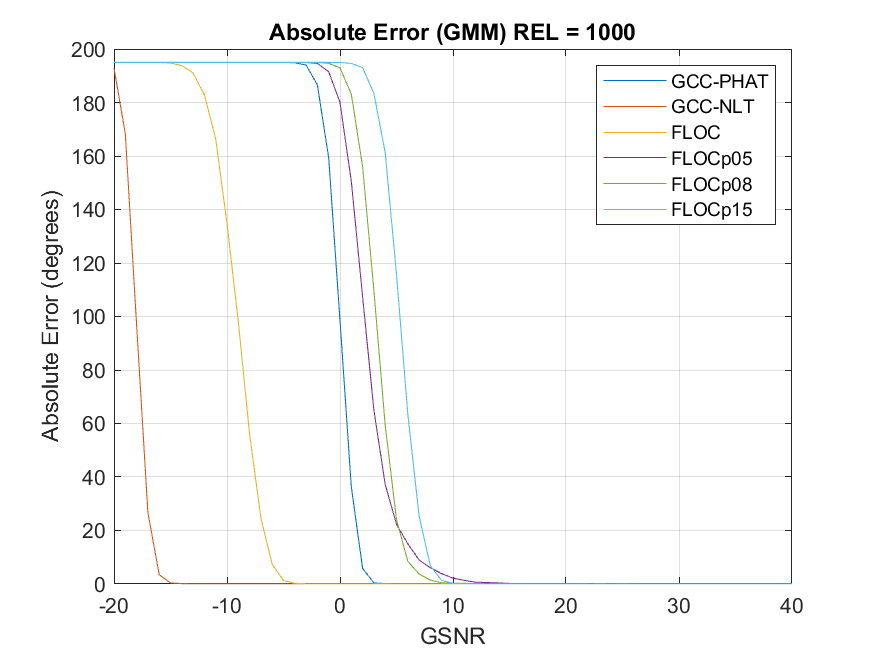 Absolute Error (GMM) REL = 1000
200
180
160
140
120
100
80
60
40
20
0
Absolute Error (degrees)
GCC-PHAT
GCC-NLT
FLOC
FLOCp05
FLOCp08
FLOCp15
-20 -10 0 10 20 30 40
GSNR